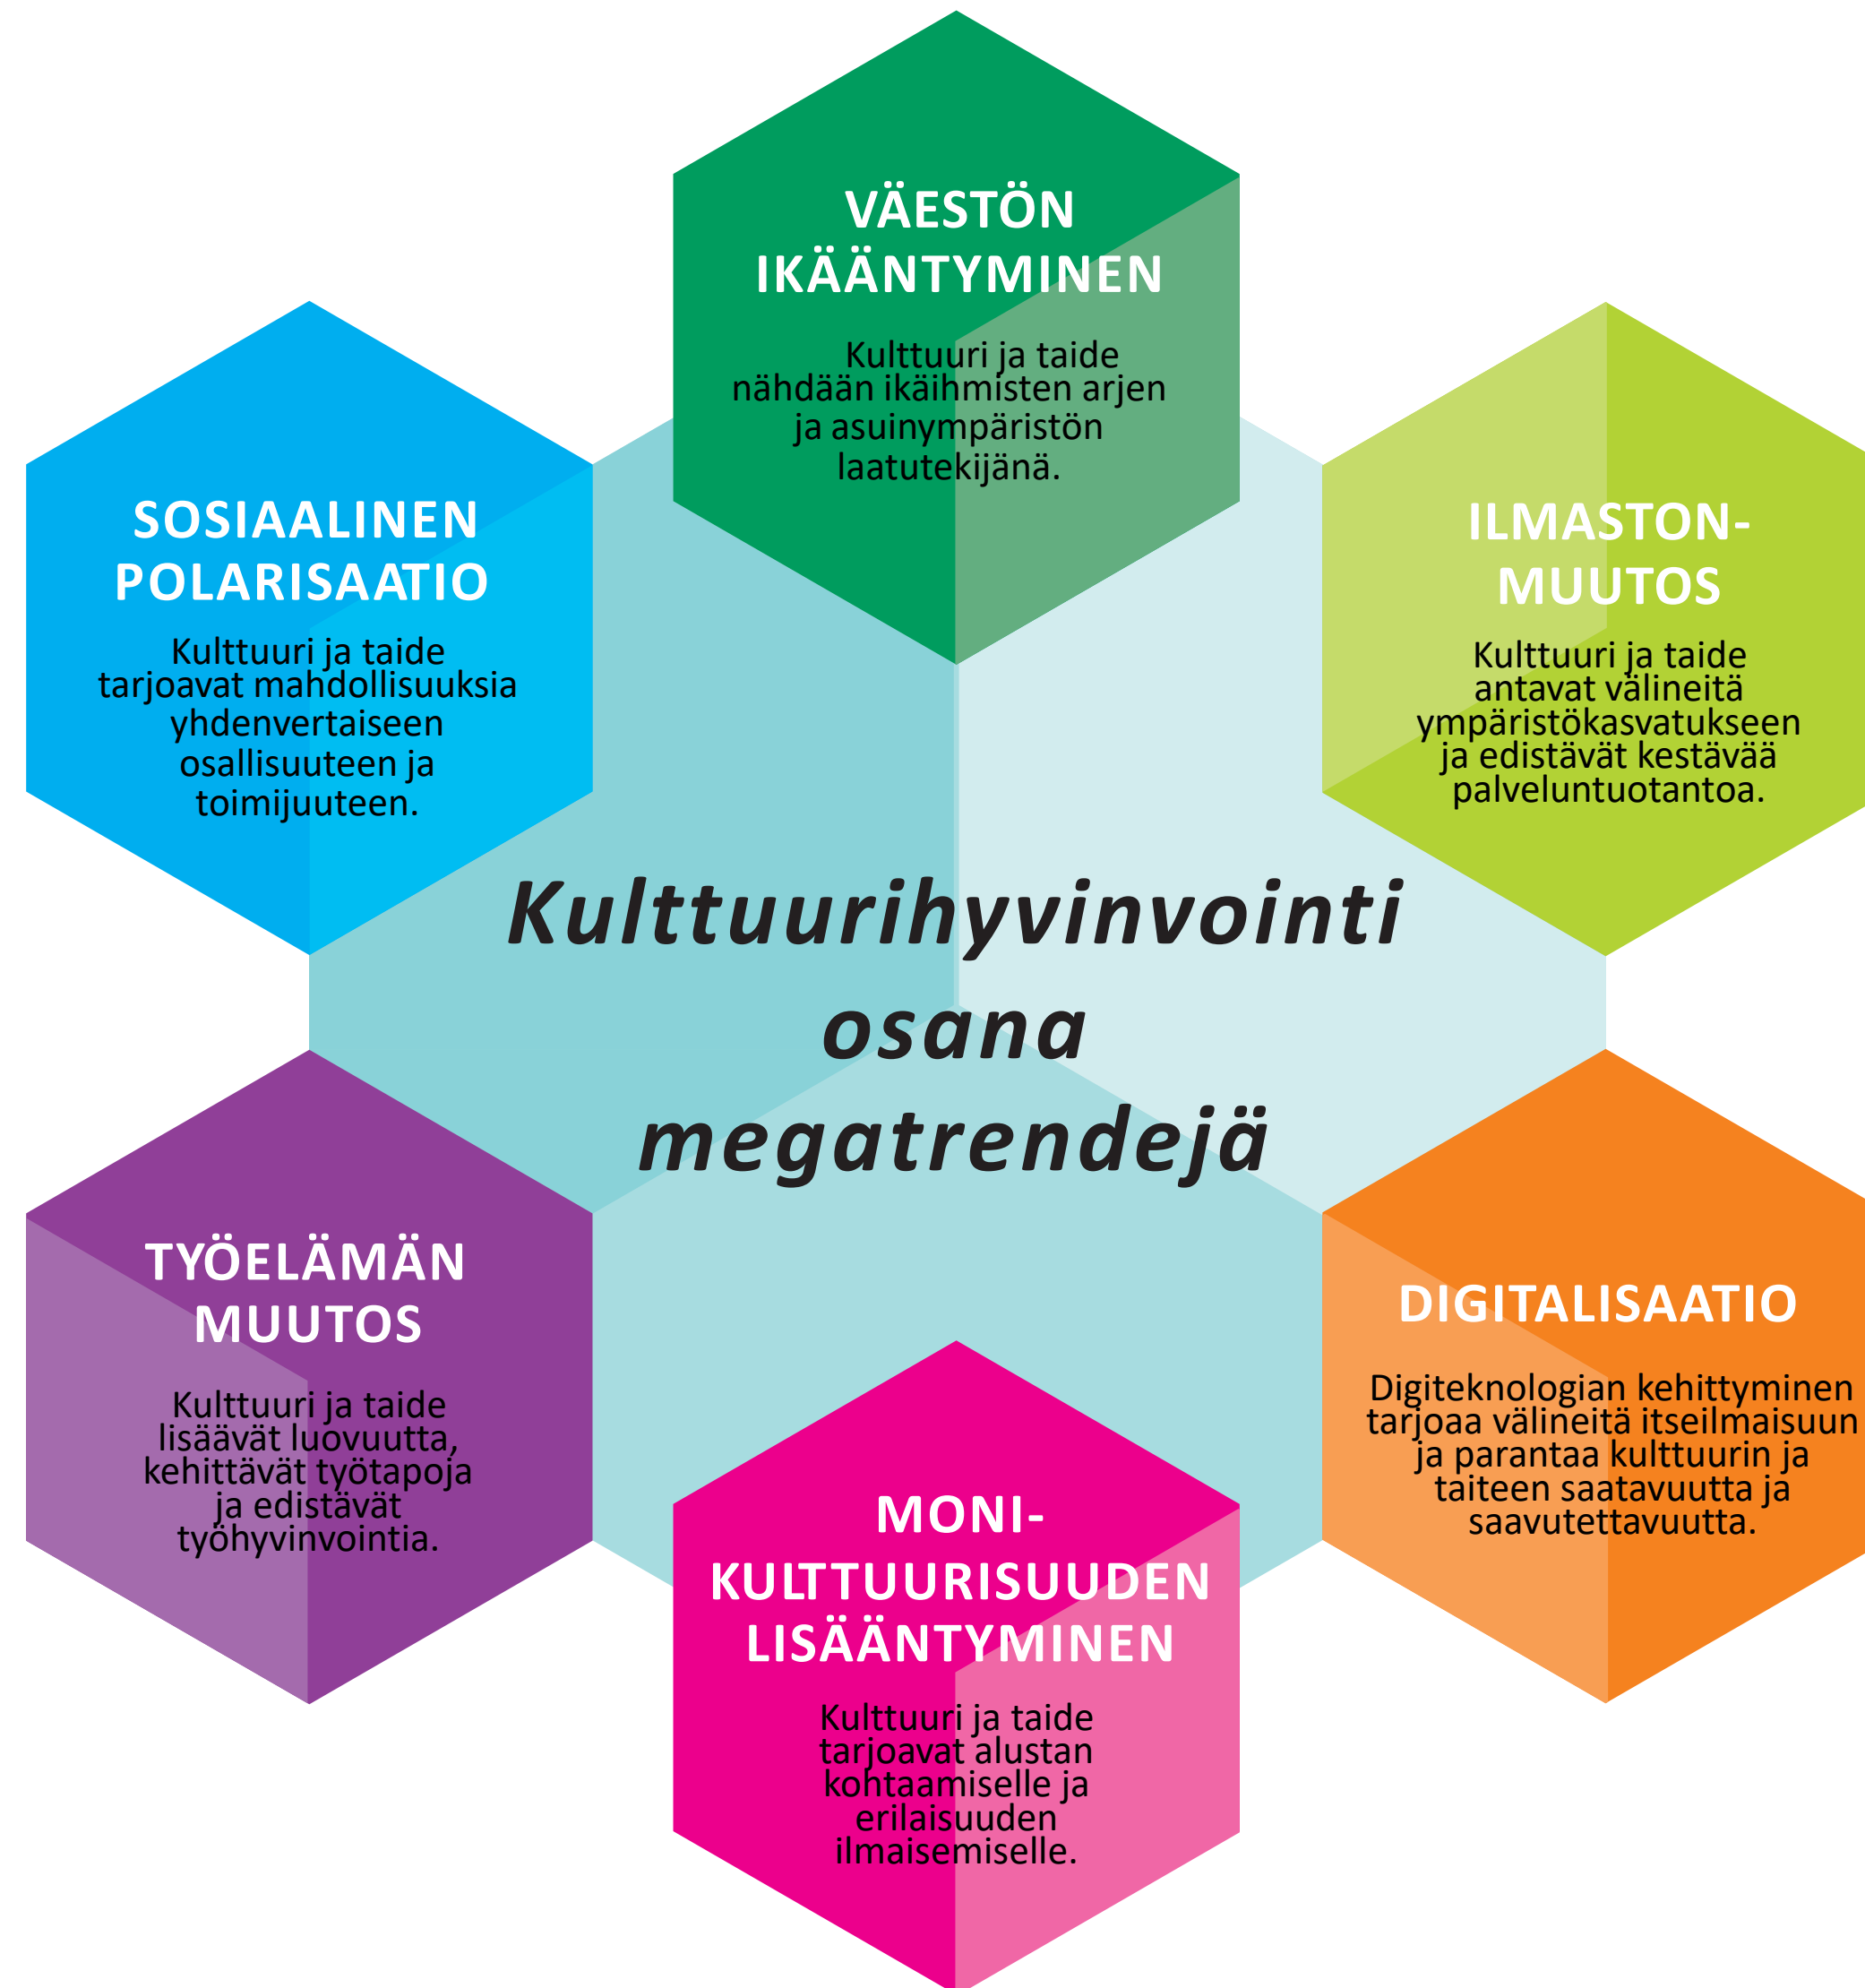 VÄESTÖN
IKÄÄNTYMINEN
Kulttuuri ja taide
nähdään ikäihmisten arjen
ja asuinympäristön
laatutekijänä.
SOSIAALINEN
POLARISAATIO
Kulttuuri ja taide
tarjoavat mahdollisuuksia
yhdenvertaiseen
osallisuuteen ja
toimijuuteen.
ILMASTON-
MUUTOS
Kulttuuri ja taide
antavat välineitä
ympäristökasvatukseen
ja edistävät kestävää
palveluntuotantoa.
Kulttuurihyvinvointi
osana
megatrendejä
TYÖELÄMÄN
MUUTOS
Kulttuuri ja taide
lisäävät luovuutta,
kehittävät työtapoja
ja edistävät
työhyvinvointia.
DIGITALISAATIO
Digiteknologian kehittyminen
tarjoaa välineitä itseilmaisuun
ja parantaa kulttuurin ja
taiteen saatavuutta ja
saavutettavuutta.
MONI-
KULTTUURISUUDEN
LISÄÄNTYMINEN
Kulttuuri ja taide
tarjoavat alustan
kohtaamiselle ja
erilaisuuden
ilmaisemiselle.